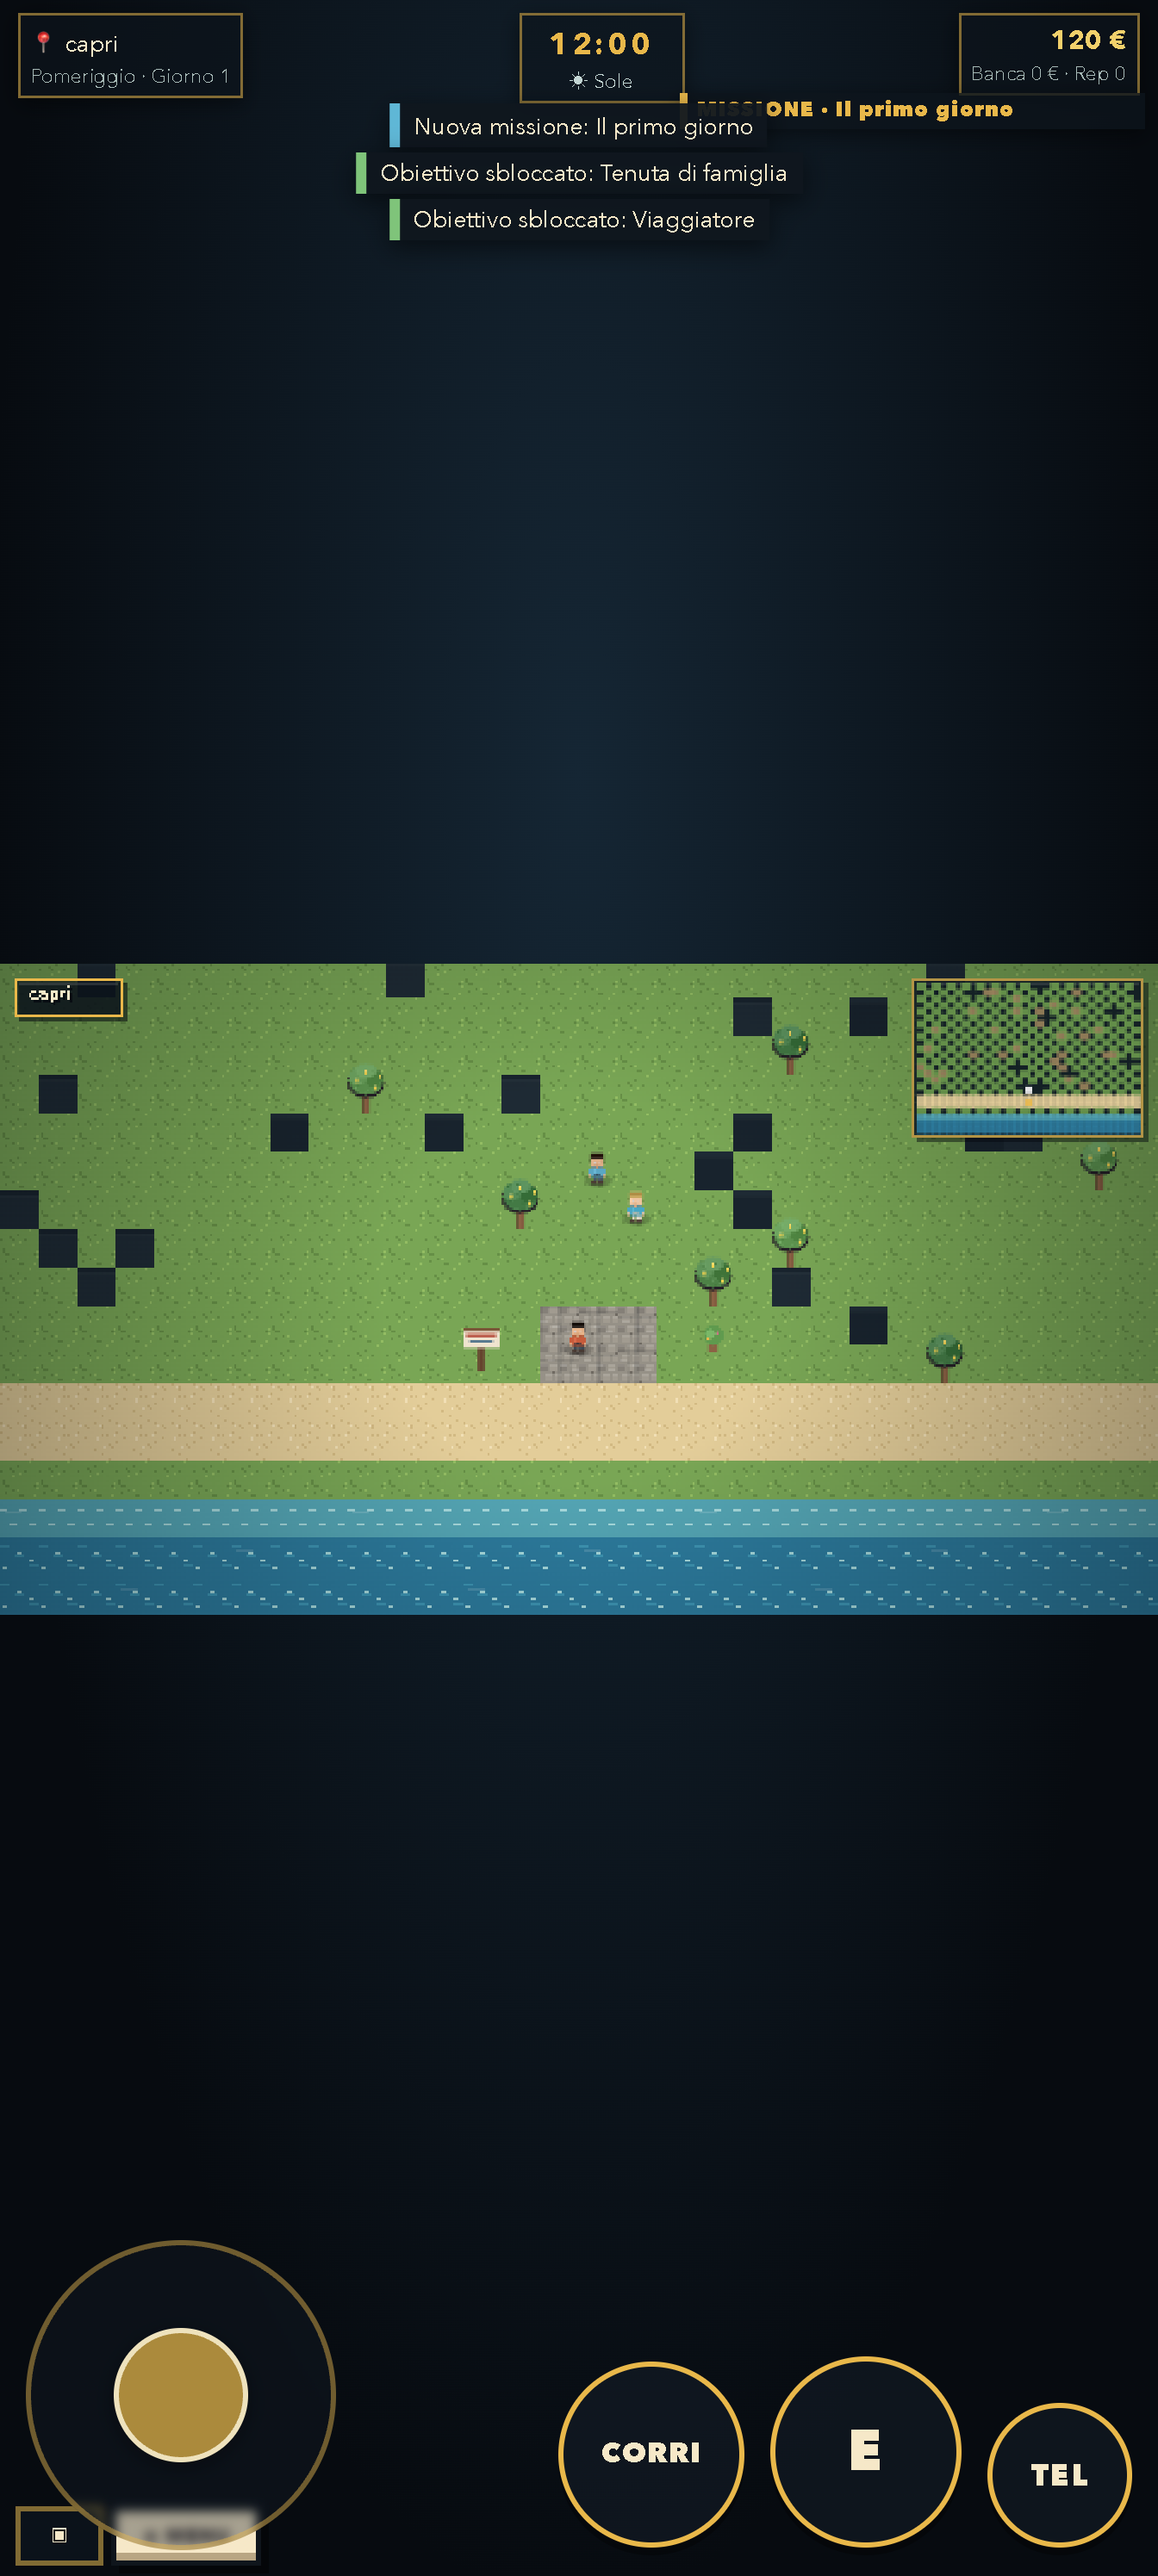 📍 capri
Pomeriggio · Giorno 1
12:00
☀ Sole
120 €
Banca 0 € · Rep 0
MISSIONE · Il primo giorno
Nuova missione: Il primo giorno
Obiettivo sbloccato: Tenuta di famiglia
Obiettivo sbloccato: Viaggiatore
capri
CORRI
E
TEL